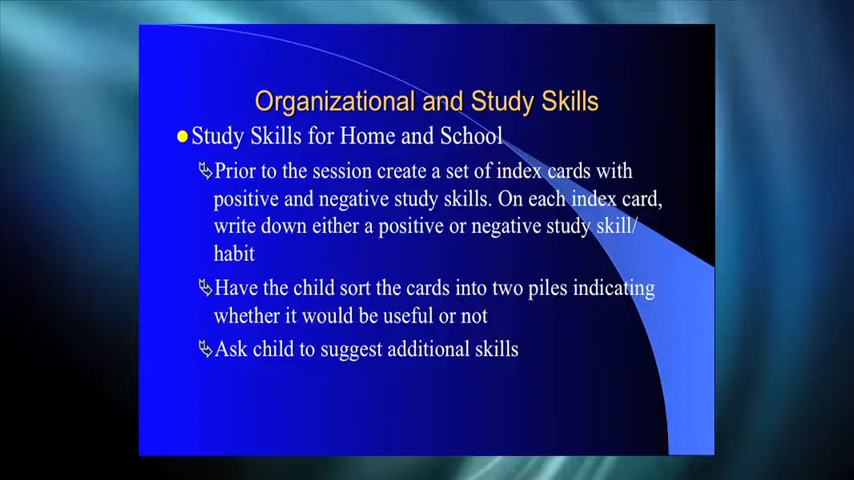 Organizational and Study Skills
Study Skills for Home and School
Prior to the session create a set of index cards with
positive and negative study skills. On each index card,
write down either a positive or negative study skill/
habit
Have the child sort the cards into two piles indicating
whether it would be useful or not
Ask child to suggest additional skills